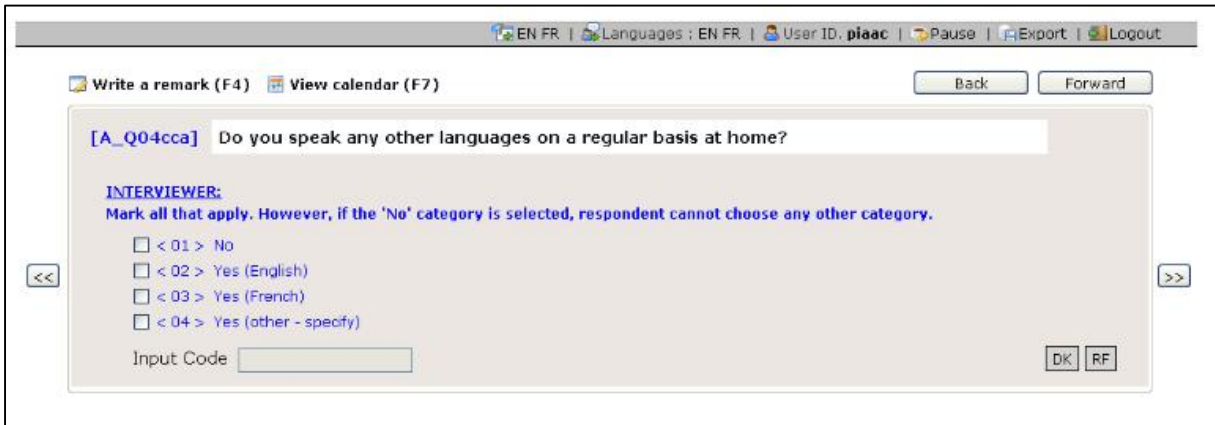 EN FR | Languages : EN FR | User ID. piaac | Pause | Export | Logout
Write a remark (F4) View calendar (F7) Back Forward
[A_Q04cca] Do you speak any other languages on a regular basis at home?
INTERVIEWER:
Mark all that apply. However, if the 'No' category is selected, respondent cannot choose any other category.
< 01 > No
<< < 02 > Yes (English) >>
< 03 > Yes (French)
< 04 > Yes (other - specify)
Input Code DK RF